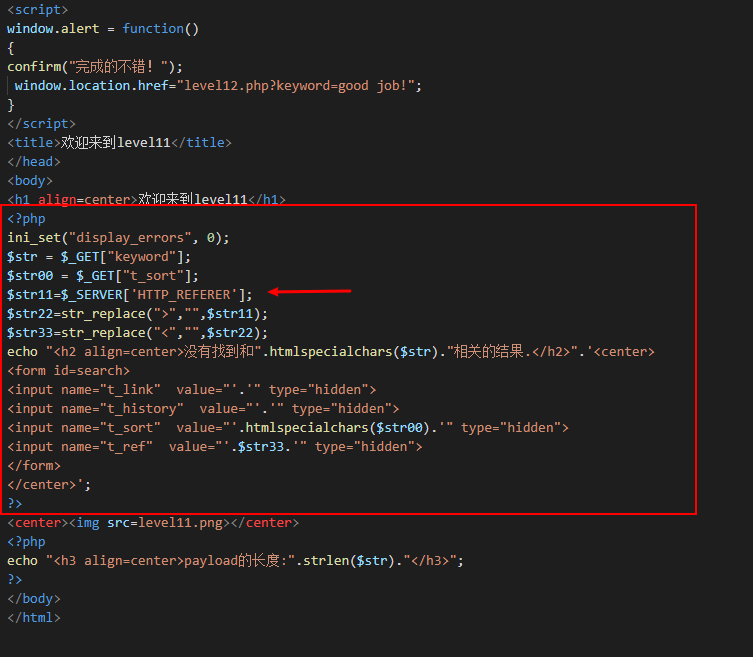 <script>
window.alert = function()
{
confirm("完成的不错！");
 window.location.href="level12.php?keyword=good job!";
}
</script>
<title>欢迎来到level11</title>
</head>
<body>
<h1 align=center>欢迎来到level11</h1>
<?php
ini_set("display_errors", 0);
$str = $_GET["keyword"];
$str00 = $_GET["t_sort"];
$str11=$_SERVER['HTTP_REFERER'];
$str22=str_replace(">","",$str11);
$str33=str_replace("<","",$str22);
echo "<h2 align=center>没有找到和".htmlspecialchars($str)."相关的结果.</h2>".'<center>
<form id=search>
<input name="t_link"  value="'.'" type="hidden">
<input name="t_history"  value="'.'" type="hidden">
<input name="t_sort"  value="'.htmlspecialchars($str00).'" type="hidden">
<input name="t_ref"  value="'.$str33.'" type="hidden">
</form>
</center>';
?>
<center><img src=level11.png></center>
<?php
echo "<h3 align=center>payload的长度:".strlen($str)."</h3>";
?>
</body>
</html>